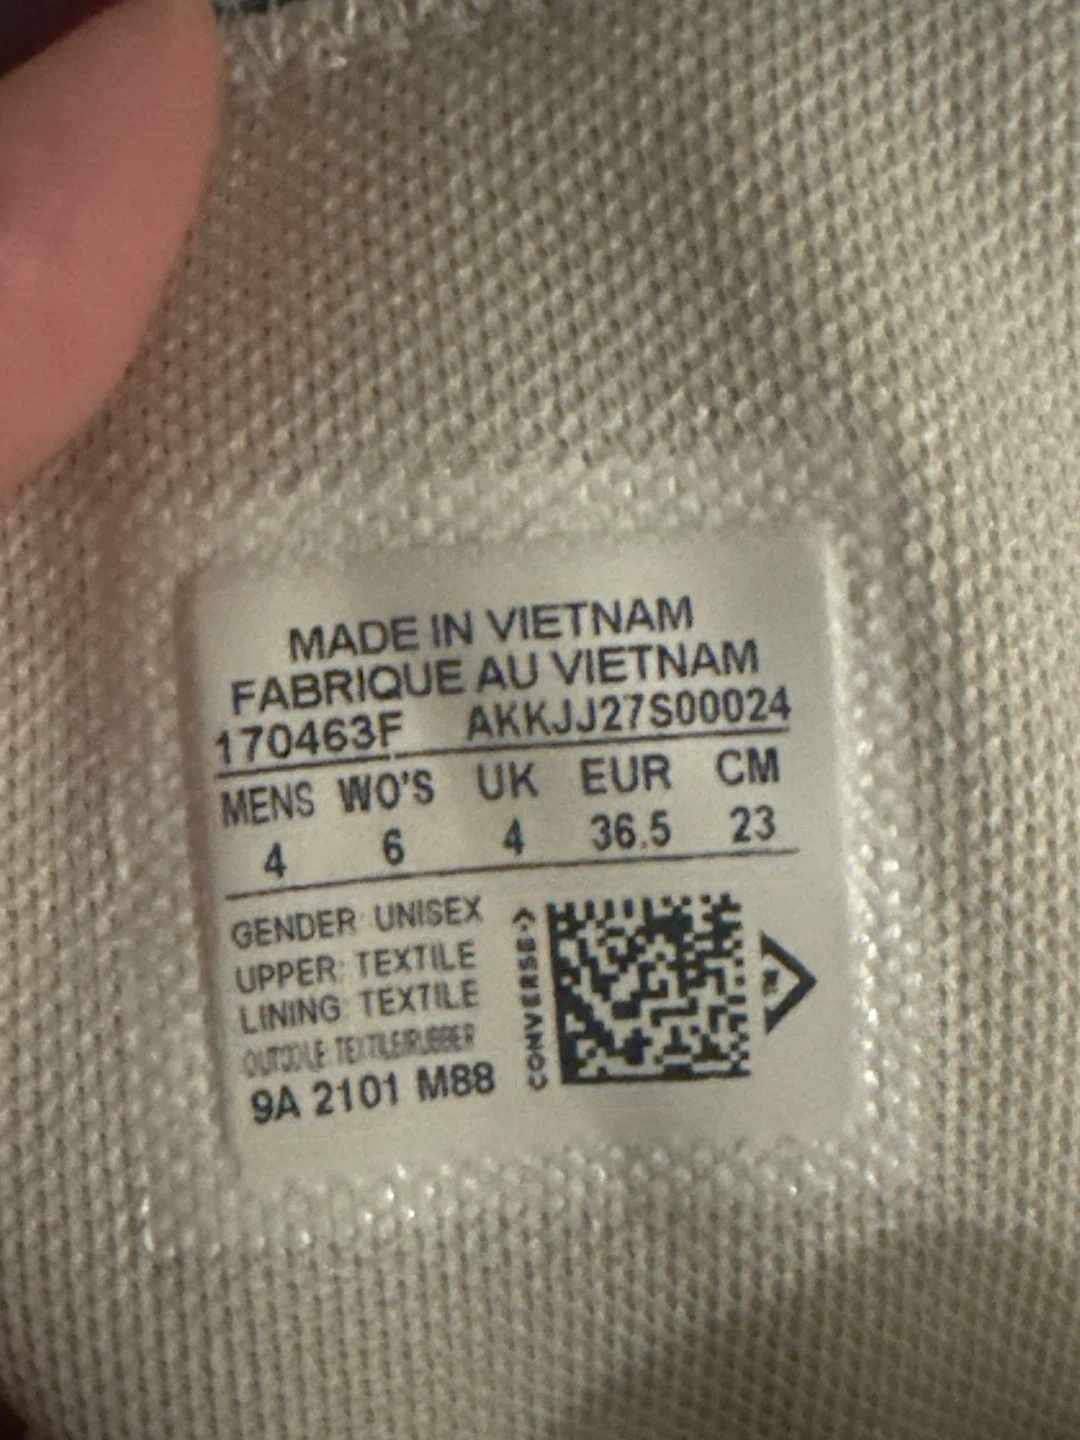 MADE IN VIETNAM
FABRIQUE AU VIETNAM
170463F AKKJJ27S00024
MENS WO'S UK EUR CM
4 6 4 36.5 23
GENDER: UNISEX
UPPER: TEXTILE
LINING: TEXTILE
OUTSOLE: TEXTILE/RUBBER
9A 2101 M88
CONVERSE